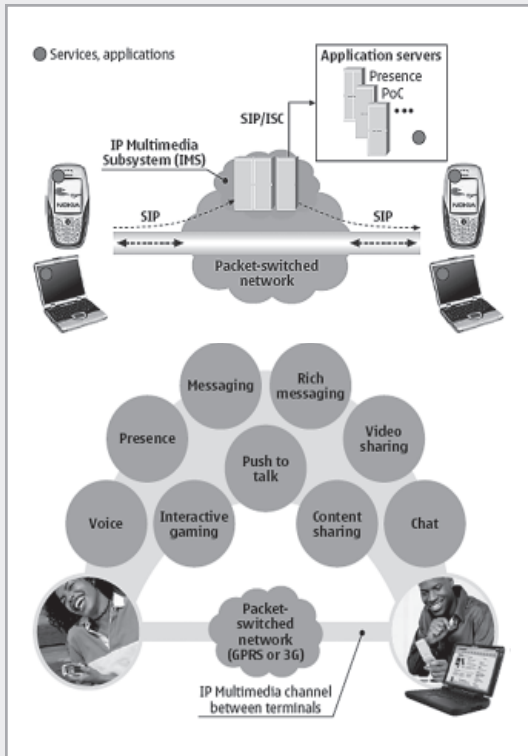 Services, applications
Application servers
Presence
PoC
•••
SIP/ISC
IP Multimedia
Subsystem (IMS)
NOKIA
NOKIA
SIP
SIP
Packet-switched
network
Messaging
Rich
messaging
Presence
Video
sharing
Push to
talk
Voice
Interactive
gaming
Content
sharing
Chat
Packet-
switched
network
(GPRS or 3G)
IP Multimedia channel
between terminals